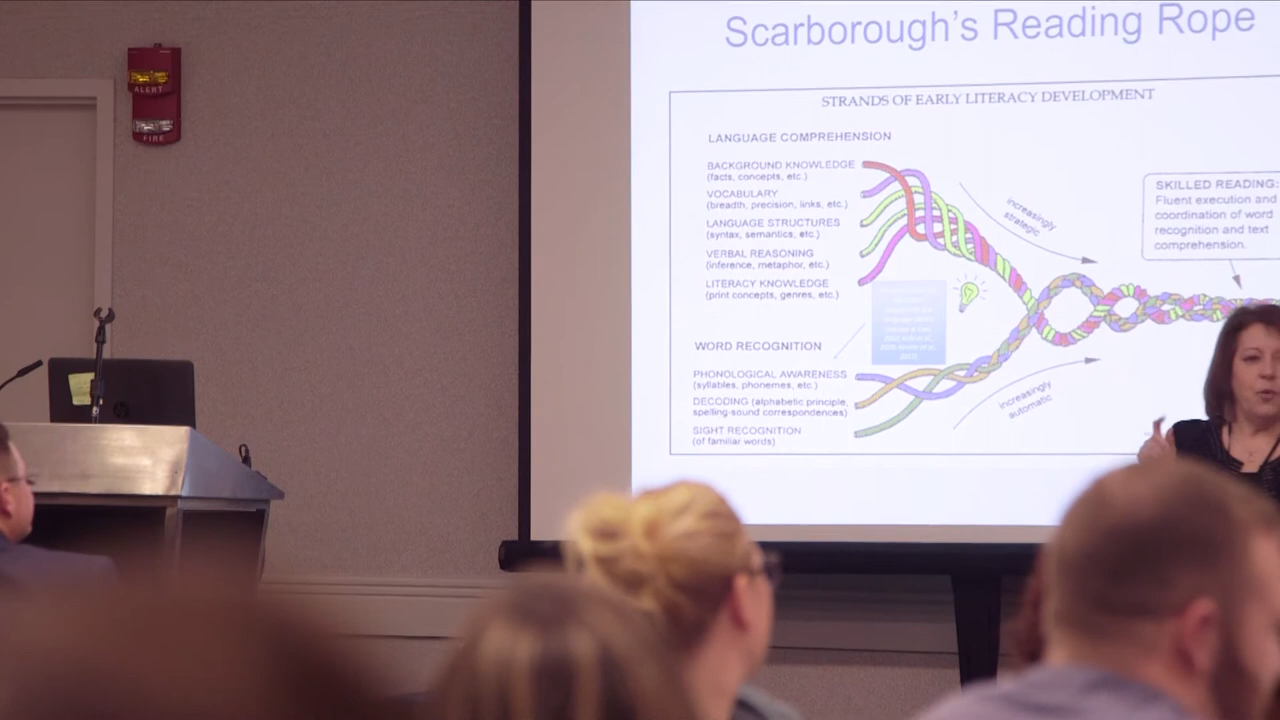 Scarborough's Reading Rope
STRANDS OF EARLY LITERACY DEVELOPMENT
LANGUAGE COMPREHENSION
BACKGROUND KNOWLEDGE
(facts, concepts, etc.)
VOCABULARY
(breadth, precision, links, etc.)
LANGUAGE STRUCTURES
(syntax, semantics, etc.)
VERBAL REASONING
(inference, metaphor, etc.)
LITERACY KNOWLEDGE
(print concepts, genres, etc.)
WORD RECOGNITION
PHONOLOGICAL AWARENESS
(syllables, phonemes, etc.)
DECODING (alphabetic principle,
spelling-sound correspondences)
SIGHT RECOGNITION
(of familiar words)
increasingly
strategic
increasingly
automatic
SKILLED READING:
Fluent execution and
coordination of word
recognition and text
comprehension.
ALERT
FIRE
hp